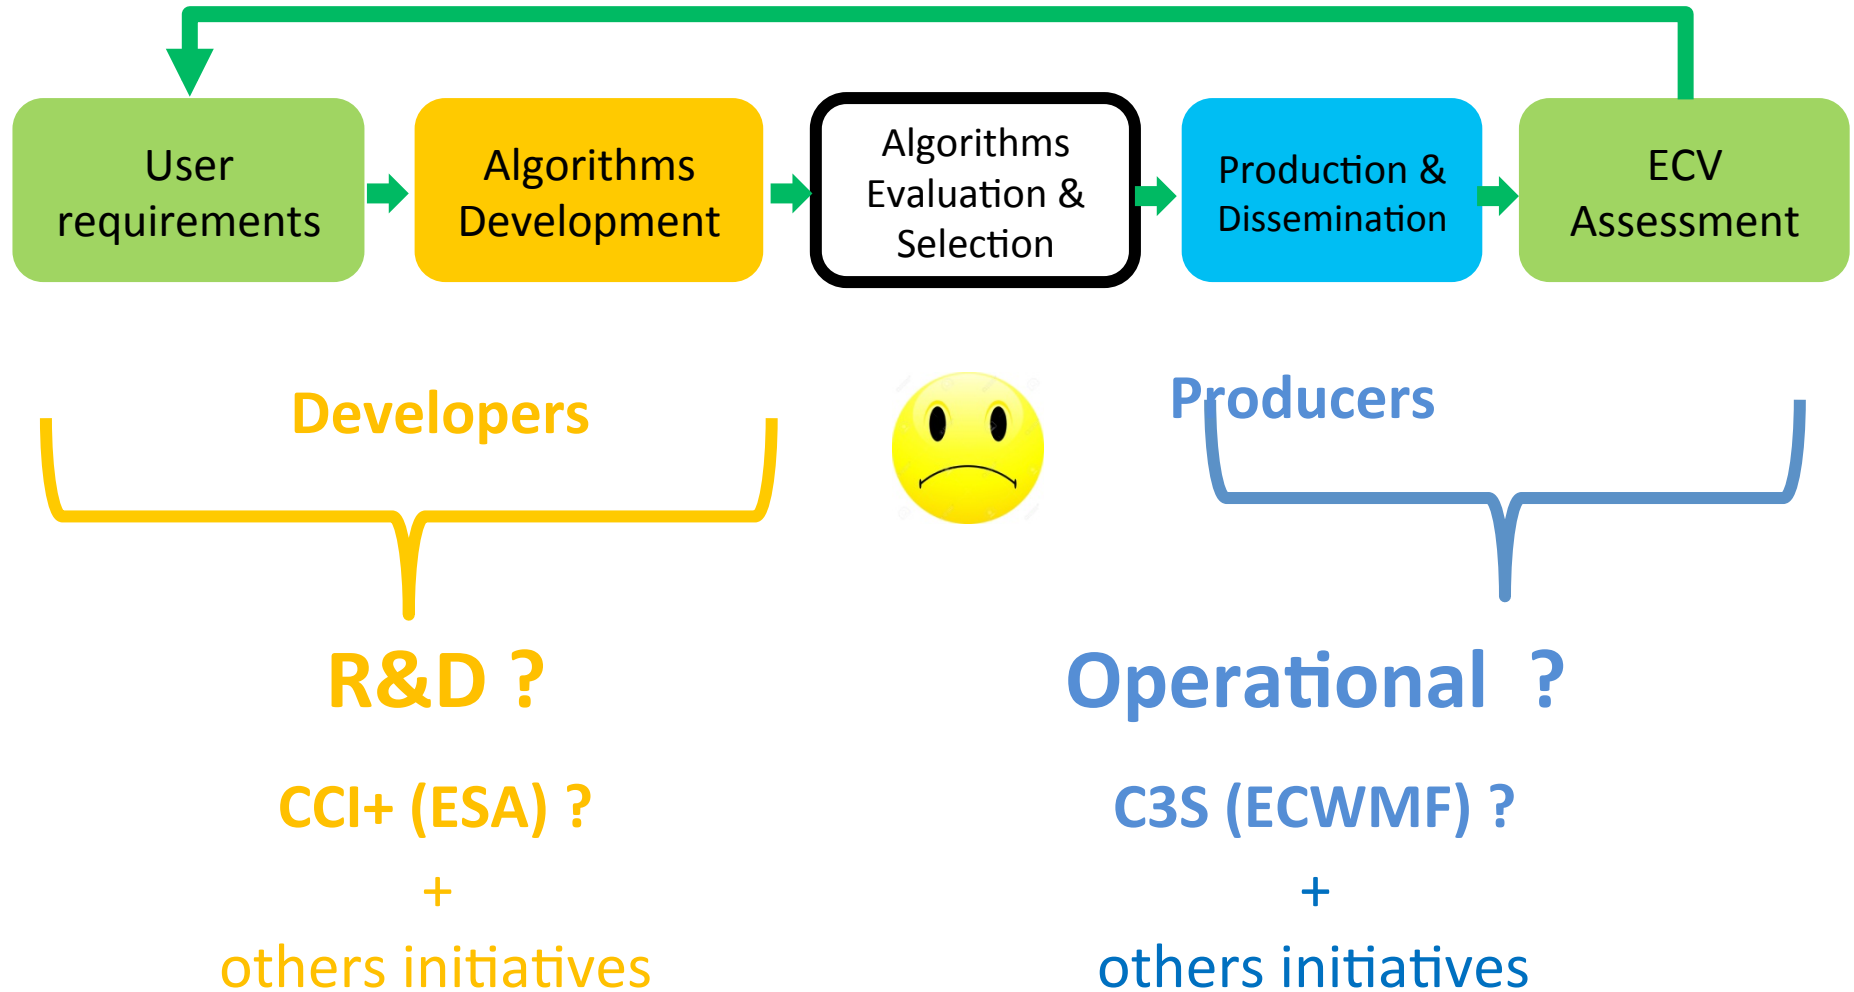 User
requirements
Algorithms
Development
Algorithms
Evaluation &
Selection
Production &
Dissemination
ECV
Assessment
Developers
Producers
R&D ?
Operational ?
CCI+ (ESA) ?
C3S (ECWMF) ?
+
+
others initiatives
others initiatives